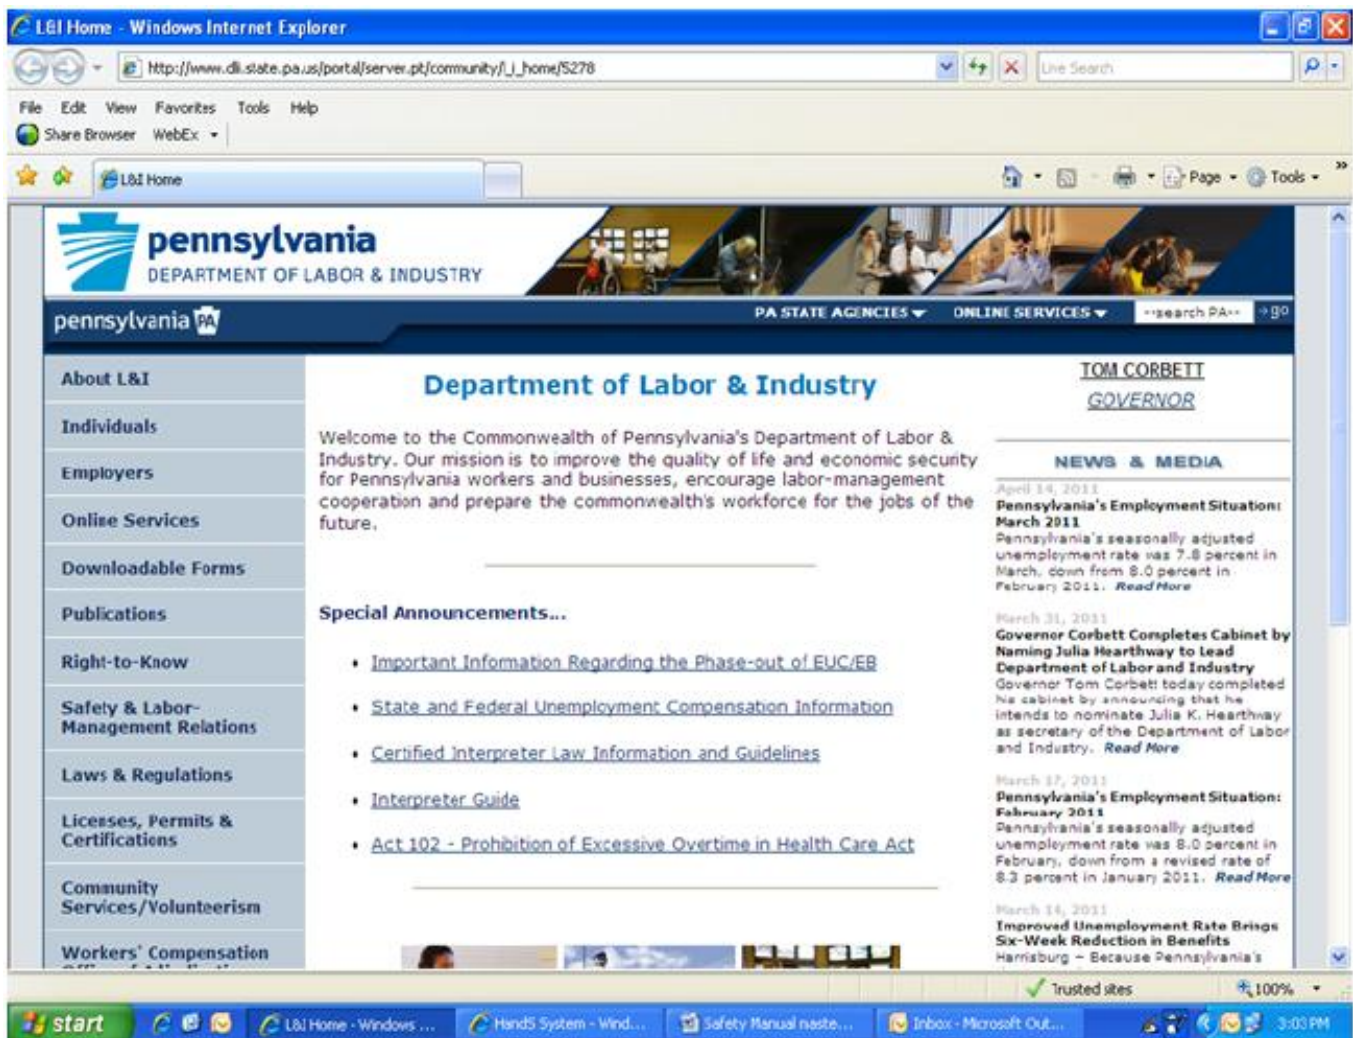 L&I Home - Windows Internet Explorer
http://www.dli.state.pa.us/portal/server.pt/community/l_i_home/5278
Live Search
File Edit View Favorites Tools Help
Share Browser WebEx
L&I Home
Page Tools
pennsylvania
DEPARTMENT OF LABOR & INDUSTRY
pennsylvania PA
PA STATE AGENCIES ONLINE SERVICES --search PA-- go
About L&I
Individuals
Employers
Online Services
Downloadable Forms
Publications
Right-to-Know
Safety & Labor-
Management Relations
Laws & Regulations
Licenses, Permits &
Certifications
Community
Services/Volunteerism
Workers' Compensation
Department of Labor & Industry
Welcome to the Commonwealth of Pennsylvania's Department of Labor &
Industry. Our mission is to improve the quality of life and economic security
for Pennsylvania workers and businesses, encourage labor-management
cooperation and prepare the commonwealth's workforce for the jobs of the
future.
Special Announcements...
• Important Information Regarding the Phase-out of EUC/EB
• State and Federal Unemployment Compensation Information
• Certified Interpreter Law Information and Guidelines
• Interpreter Guide
• Act 102 - Prohibition of Excessive Overtime in Health Care Act
TOM CORBETT
GOVERNOR
NEWS & MEDIA
April 14, 2011
Pennsylvania's Employment Situation:
March 2011
Pennsylvania's seasonally adjusted
unemployment rate was 7.8 percent in
March, down from 8.0 percent in
February 2011. Read More
March 31, 2011
Governor Corbett Completes Cabinet by
Naming Julia Hearthway to Lead
Department of Labor and Industry
Governor Tom Corbett today completed
his cabinet by announcing that he
intends to nominate Julia K. Hearthway
as secretary of the Department of Labor
and Industry. Read More
March 17, 2011
Pennsylvania's Employment Situation:
February 2011
Pennsylvania's seasonally adjusted
unemployment rate was 8.0 percent in
February, down from a revised rate of
8.3 percent in January 2011. Read More
March 14, 2011
Improved Unemployment Rate Brings
Six-Week Reduction in Benefits
Harrisburg – Because Pennsylvania's
Trusted sites 100%
start L&I Home - Windows ... HandS System - Wind... Safety Manual maste... Inbox - Microsoft Out... 3:03 PM